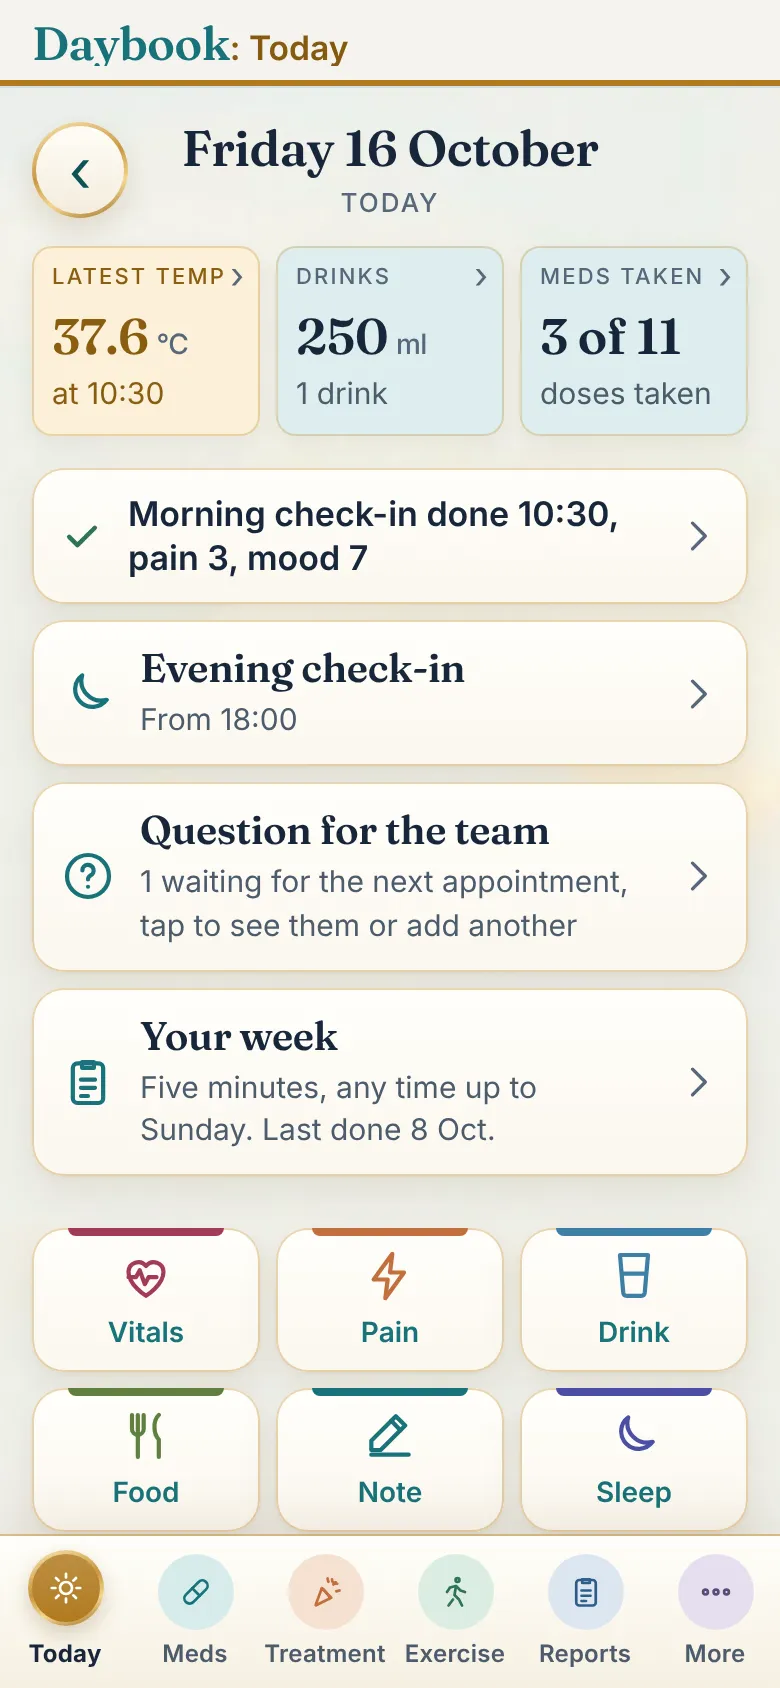 Daybook: Today
Friday 16 October
TODAY
LATEST TEMP
37.6 °C
at 10:30
DRINKS
250 ml
1 drink
MEDS TAKEN
3 of 11
doses taken
Morning check-in done 10:30,
pain 3, mood 7
Evening check-in
From 18:00
Question for the team
1 waiting for the next appointment,
tap to see them or add another
Your week
Five minutes, any time up to
Sunday. Last done 8 Oct.
Vitals
Pain
Drink
Food
Note
Sleep
Today
Meds
Treatment
Exercise
Reports
More